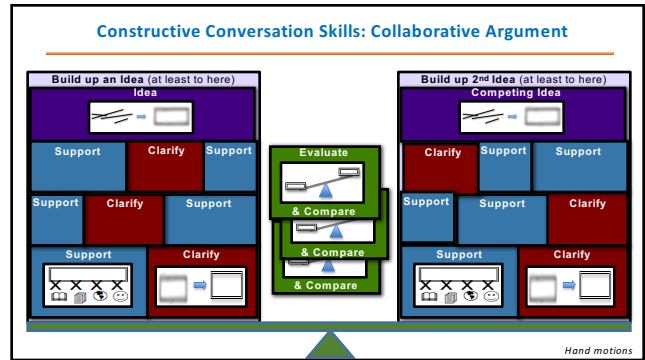 Constructive Conversation Skills: Collaborative Argument
Build up an Idea (at least to here)
Idea
Support Clarify Support
Support Clarify Support
Support Clarify
X X X X
Evaluate
& Compare
& Compare
& Compare
Build up 2nd Idea (at least to here)
Competing Idea
Clarify Support Support
Support Support Clarify
Support Clarify
X X X X
Hand motions